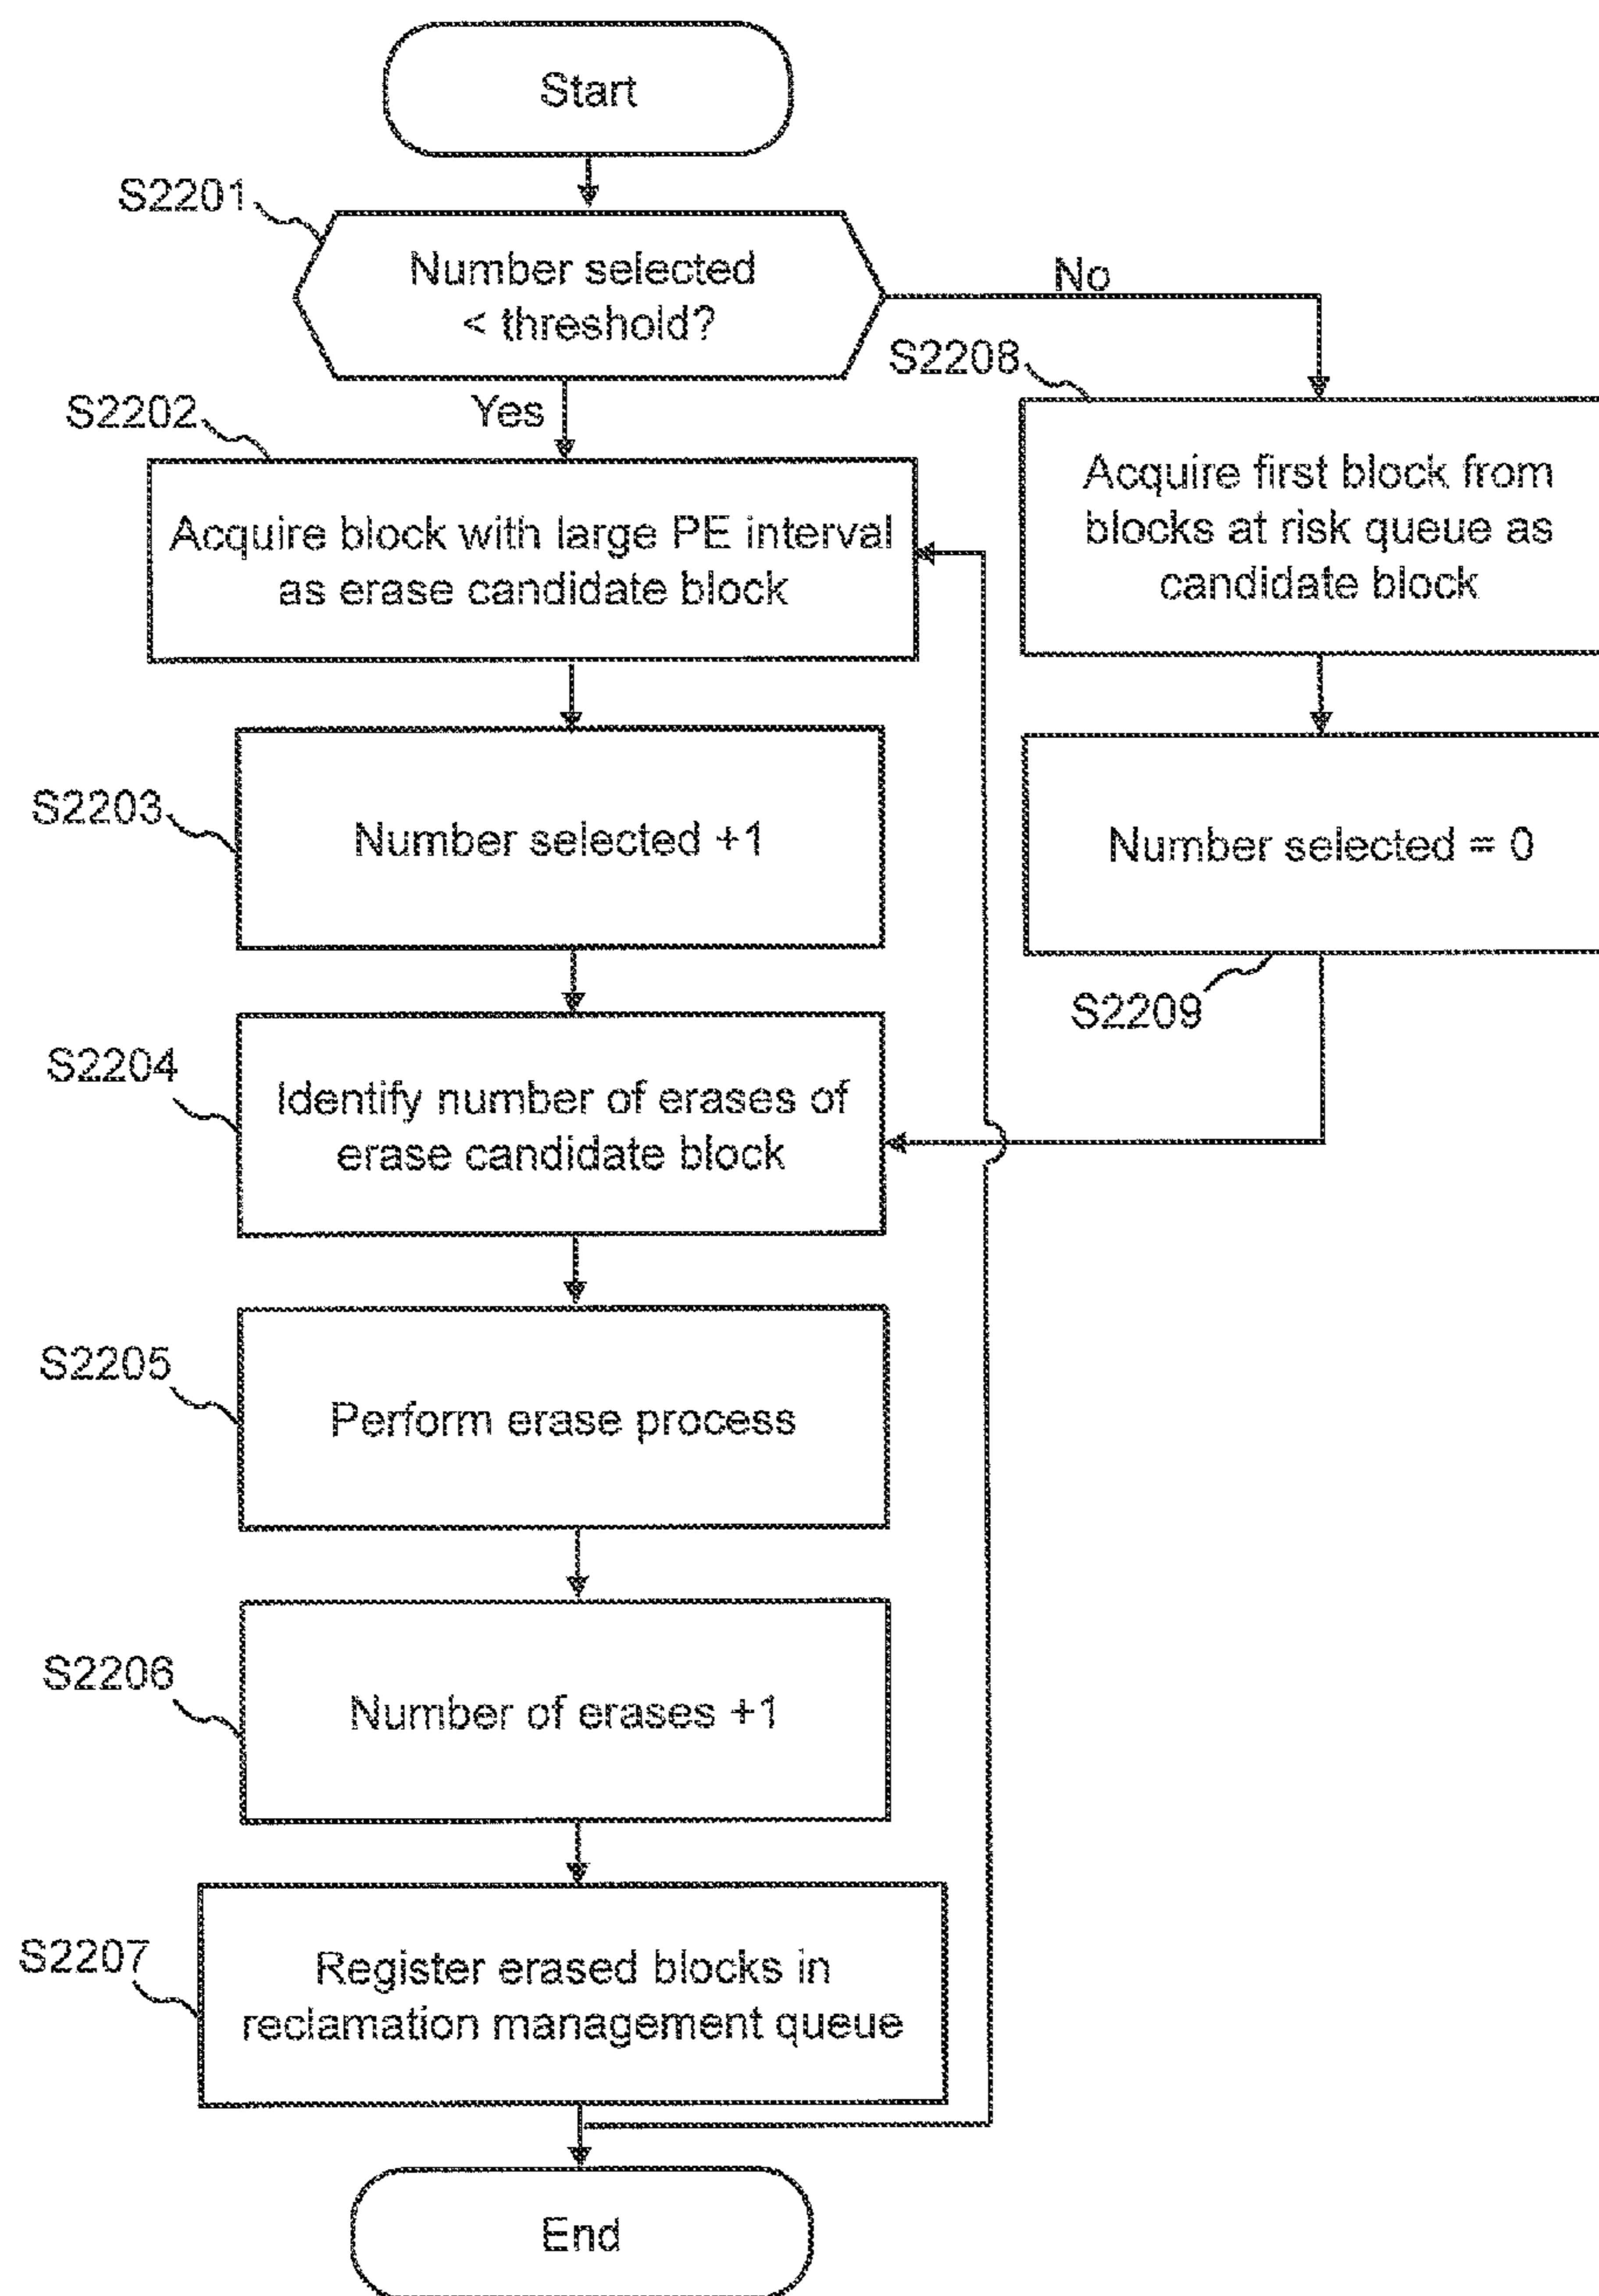 Start
S2201
Number selected
< threshold?
No
S2208
Yes
S2202
Acquire block with large PE interval
as erase candidate block
Acquire first block from
blocks at risk queue as
candidate block
S2203
Number selected +1
Number selected = 0
S2209
S2204
Identify number of erases of
erase candidate block
S2205
Perform erase process
S2206
Number of erases +1
S2207
Register erased blocks in
reclamation management queue
End